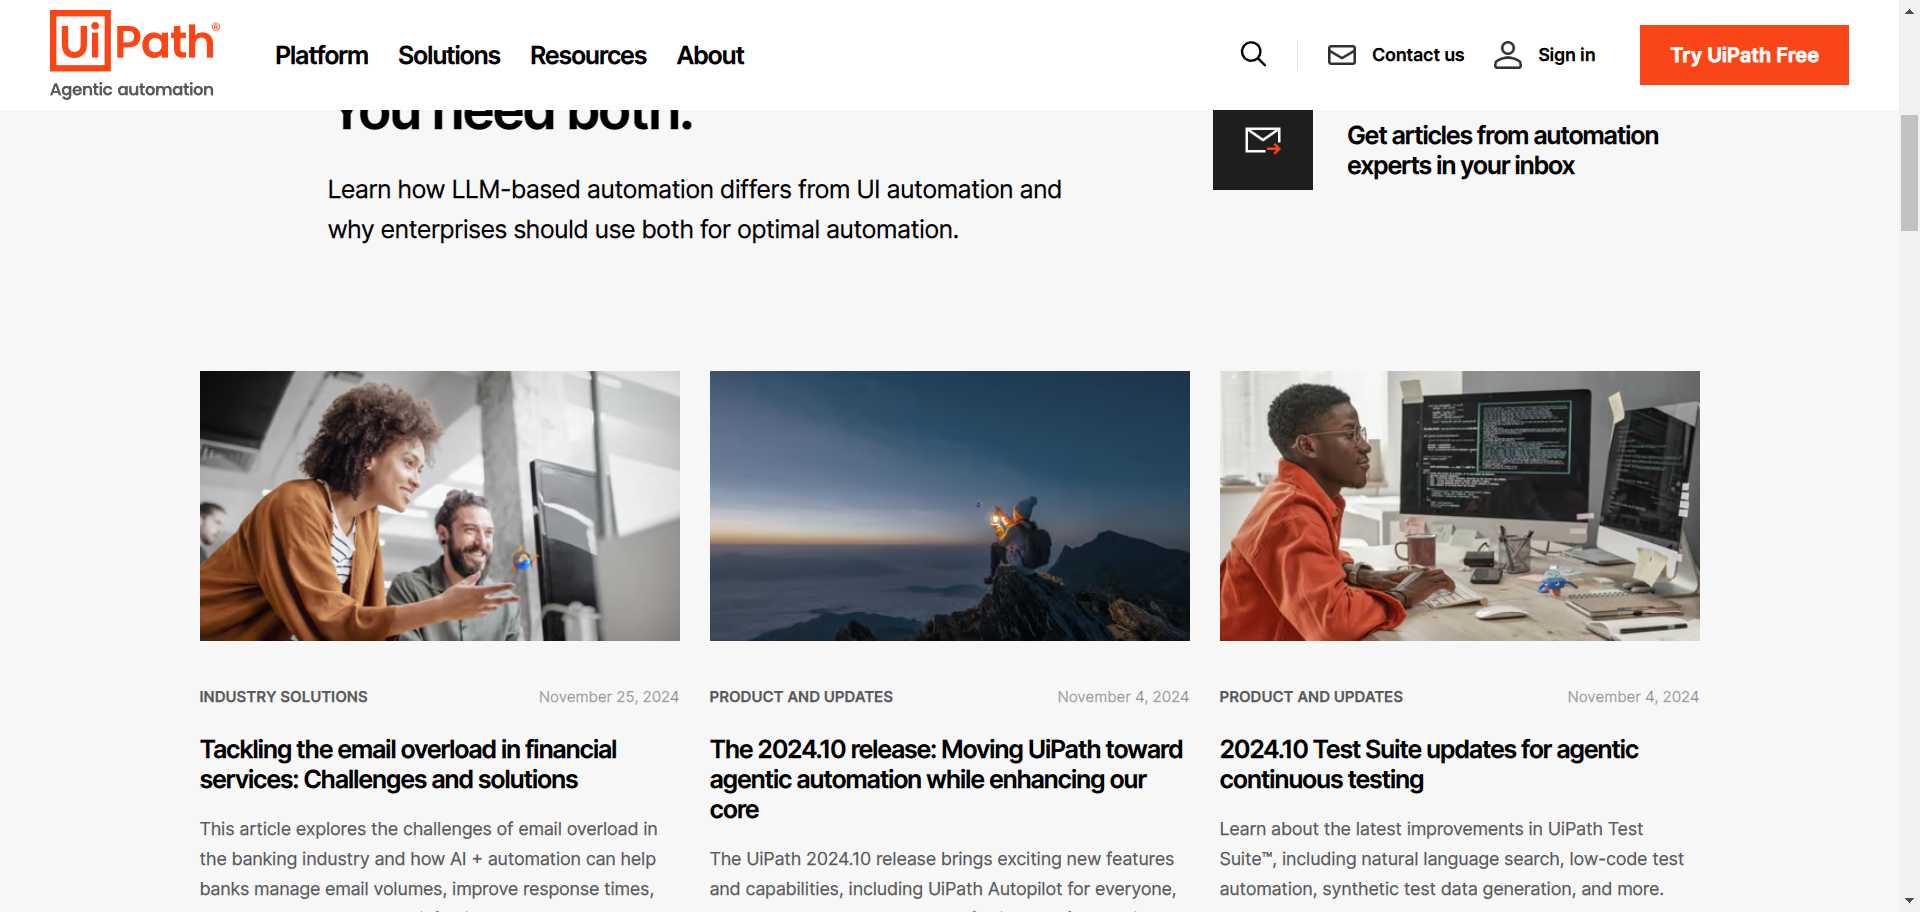 UiPath®
Agentic automation
Platform
Solutions
Resources
About
Contact us
Sign in
Try UiPath Free
You need both.
Learn how LLM-based automation differs from UI automation and
why enterprises should use both for optimal automation.
Get articles from automation
experts in your inbox
INDUSTRY SOLUTIONS
November 25, 2024
Tackling the email overload in financial
services: Challenges and solutions
This article explores the challenges of email overload in
the banking industry and how AI + automation can help
banks manage email volumes, improve response times,
PRODUCT AND UPDATES
November 4, 2024
The 2024.10 release: Moving UiPath toward
agentic automation while enhancing our
core
The UiPath 2024.10 release brings exciting new features
and capabilities, including UiPath Autopilot for everyone,
PRODUCT AND UPDATES
November 4, 2024
2024.10 Test Suite updates for agentic
continuous testing
Learn about the latest improvements in UiPath Test
Suite™, including natural language search, low-code test
automation, synthetic test data generation, and more.